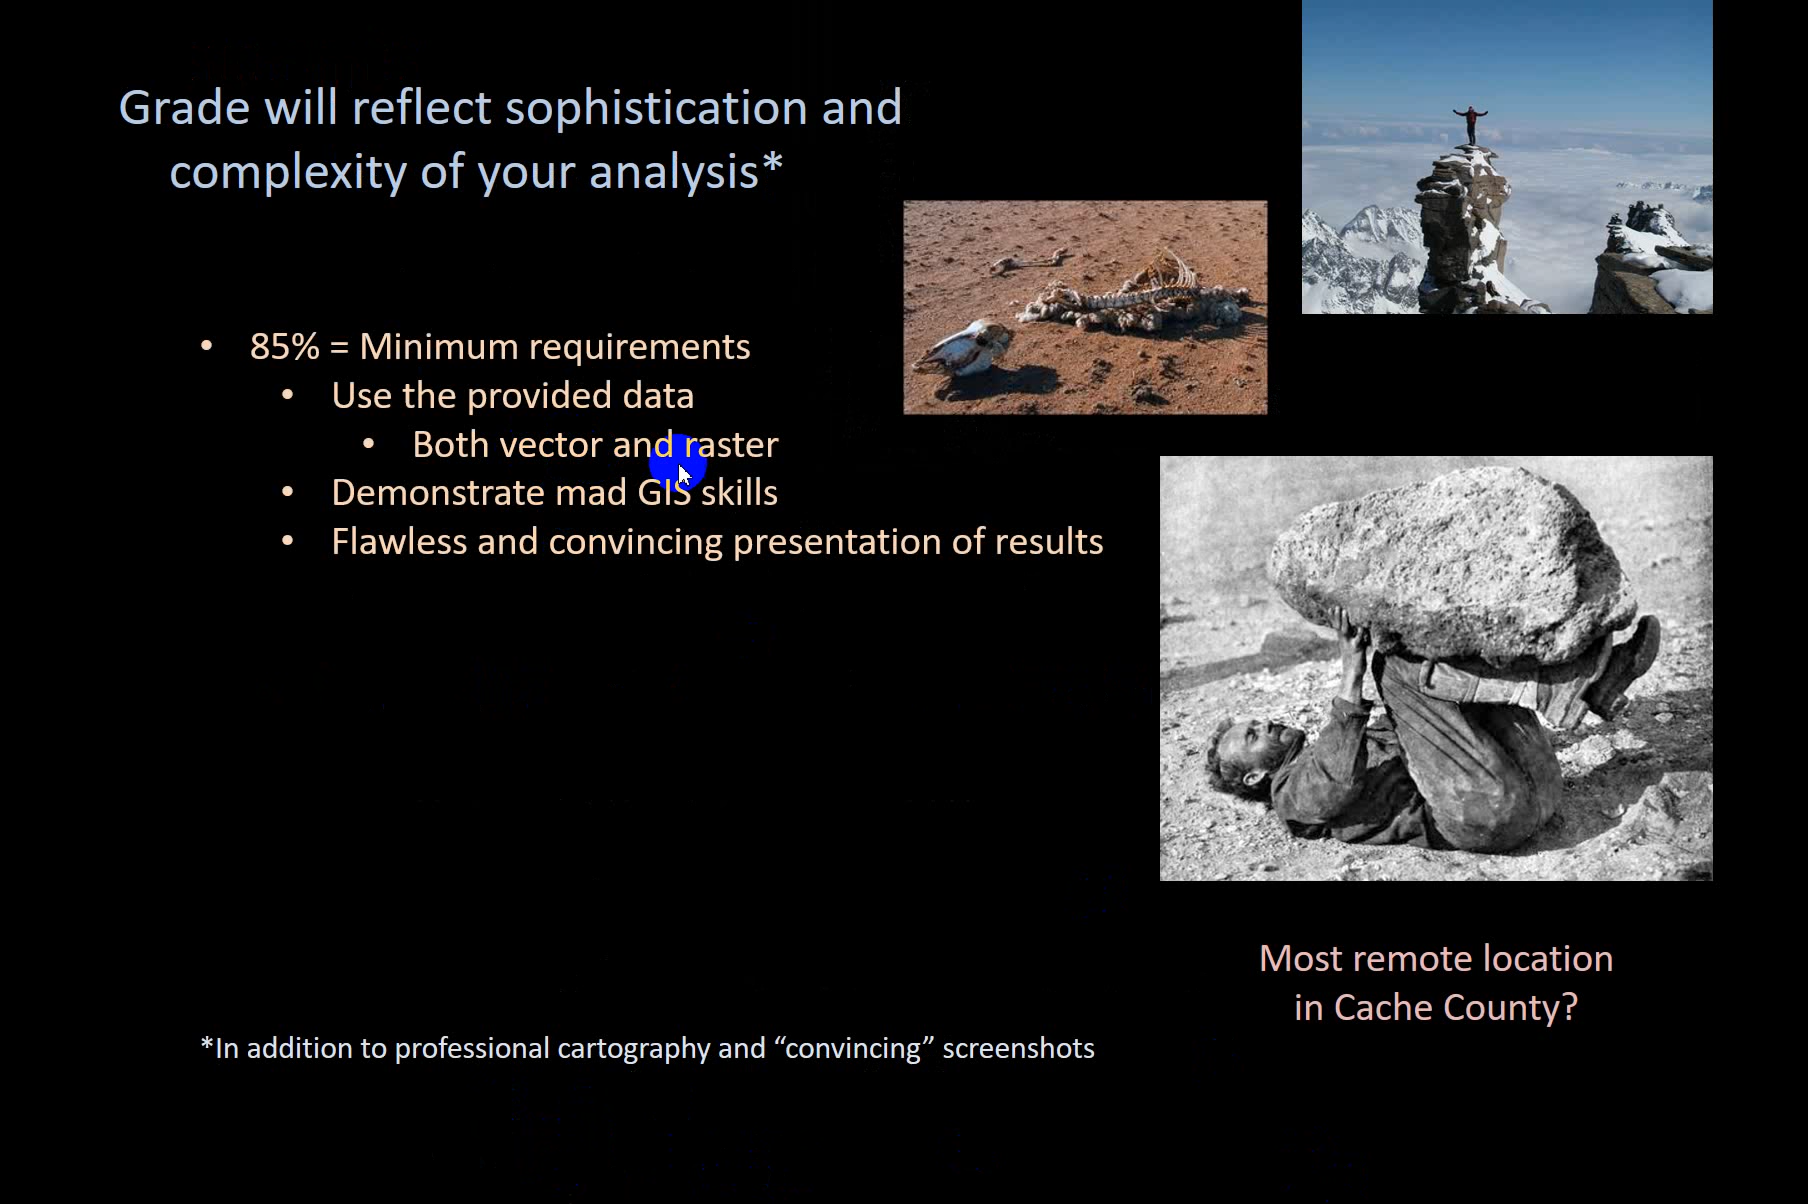 Grade will reflect sophistication and
complexity of your analysis*
• 85% = Minimum requirements
• Use the provided data
• Both vector and raster
• Demonstrate mad GIS skills
• Flawless and convincing presentation of results
Most remote location
in Cache County?
*In addition to professional cartography and “convincing” screenshots